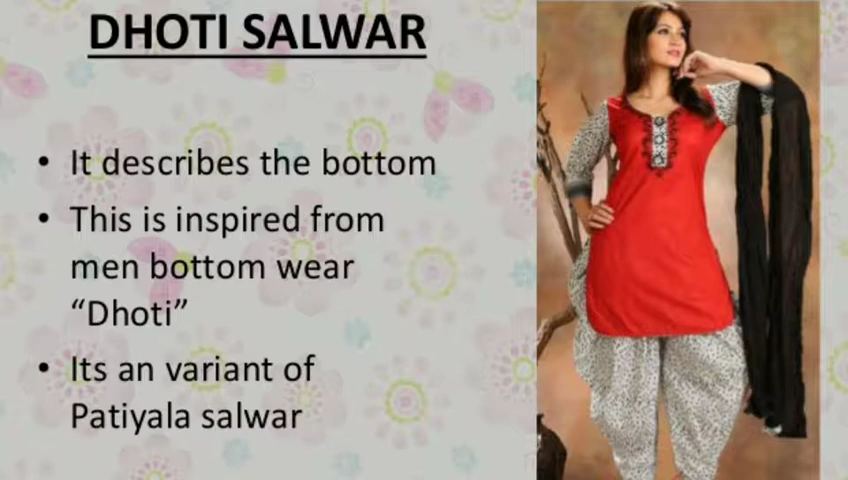 DHOTI SALWAR
• It describes the bottom
• This is inspired from
men bottom wear
“Dhoti”
• Its an variant of
Patiyala salwar